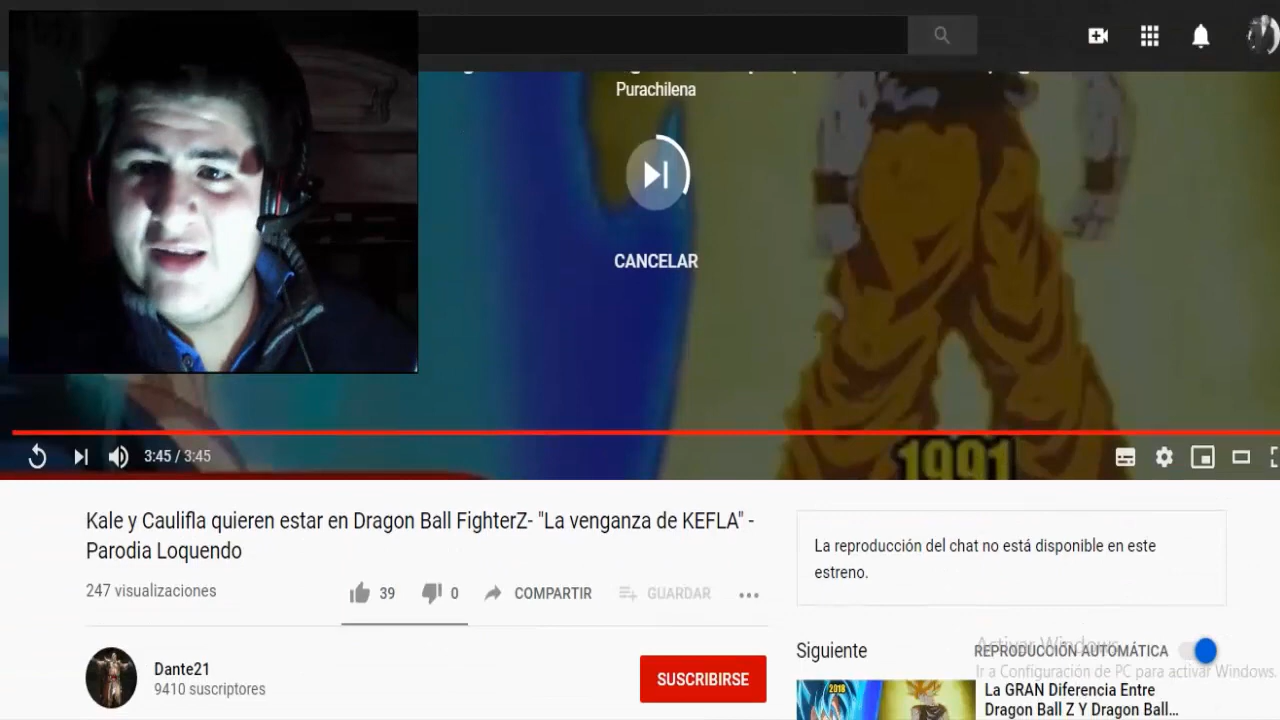 Purachilena
CANCELAR
1991
3:45 / 3:45
Kale y Caulifla quieren estar en Dragon Ball FighterZ- "La venganza de KEFLA" -
Parodia Loquendo
247 visualizaciones
39
0
COMPARTIR
GUARDAR
Dante21
9410 suscriptores
SUSCRIBIRSE
La reproducción del chat no está disponible en este
estreno.
Siguiente
REPRODUCCIÓN AUTOMÁTICA
Activar Windows
Ir a Configuración de PC para activar Windows.
2018
La GRAN Diferencia Entre
Dragon Ball Z Y Dragon Ball...